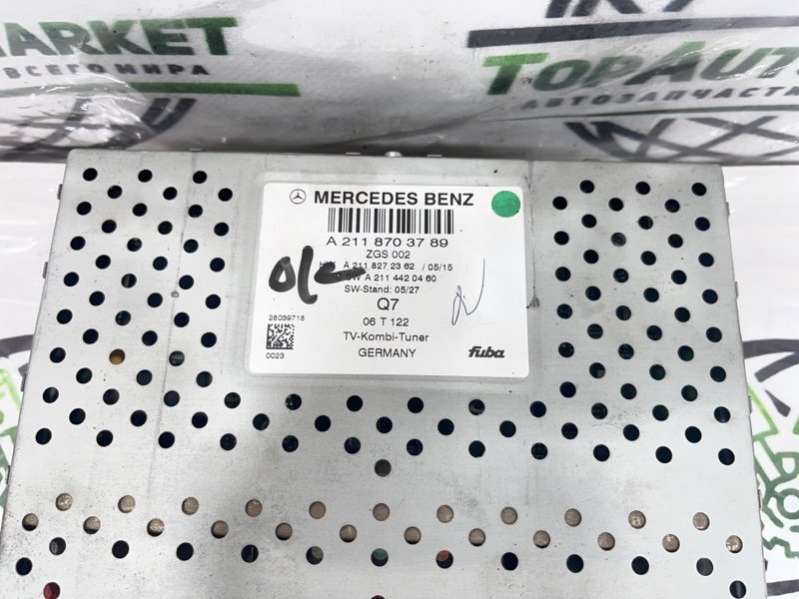 MARKET
ВСЕГО МИРА
TOPAUTO
АВТОЗАПЧАСТИ
MERCEDES BENZ
A 211 870 37 89
ZGS 002
A 211 827 23 62 / 05/15
A 211 442 04 60
SW-Stand: 05/27
Q7
06 T 122
28039718
TV-Kombi-Tuner
0023
GERMANY
fuba